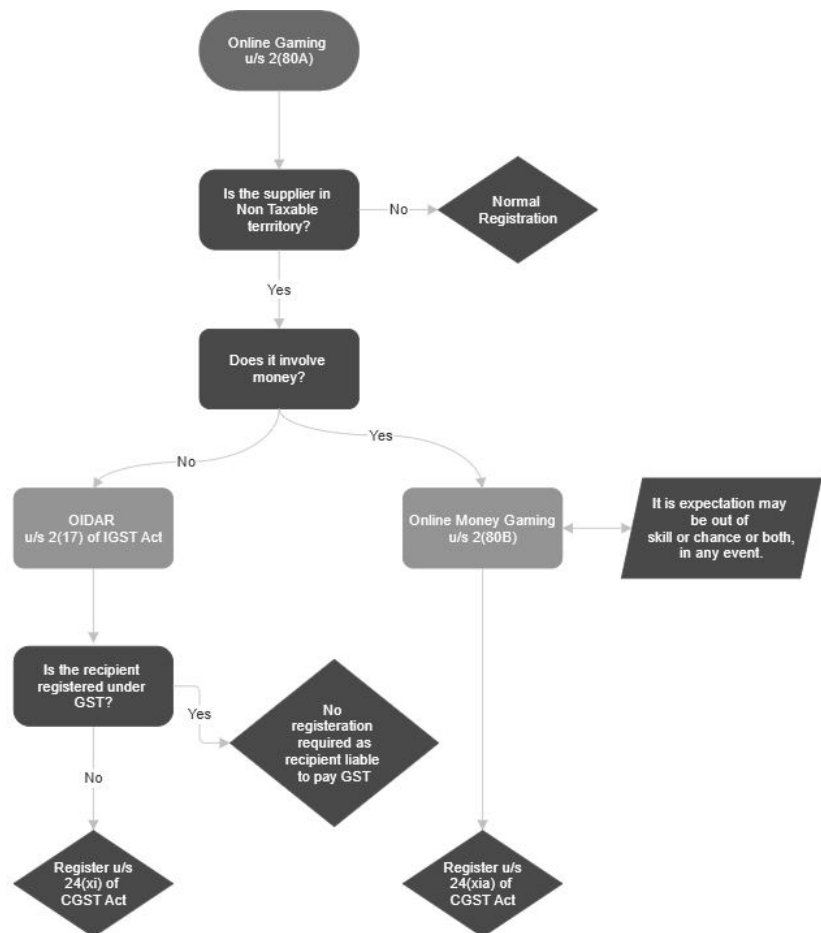 Online Gaming
u/s 2(80A)
Is the supplier in
Non Taxable
terrritory?
No
Normal
Registration
Yes
Does it involve
money?
No
Yes
OIDAR
u/s 2(17) of IGST Act
Online Money Gaming
u/s 2(80B)
It is expectation may
be out of
skill or chance or both,
in any event.
Is the recipient
registered under
GST?
Yes
No
registeration
required as
recipient liable
to pay GST
No
Register u/s
24(xi) of
CGST Act
Register u/s
24(xia) of
CGST Act